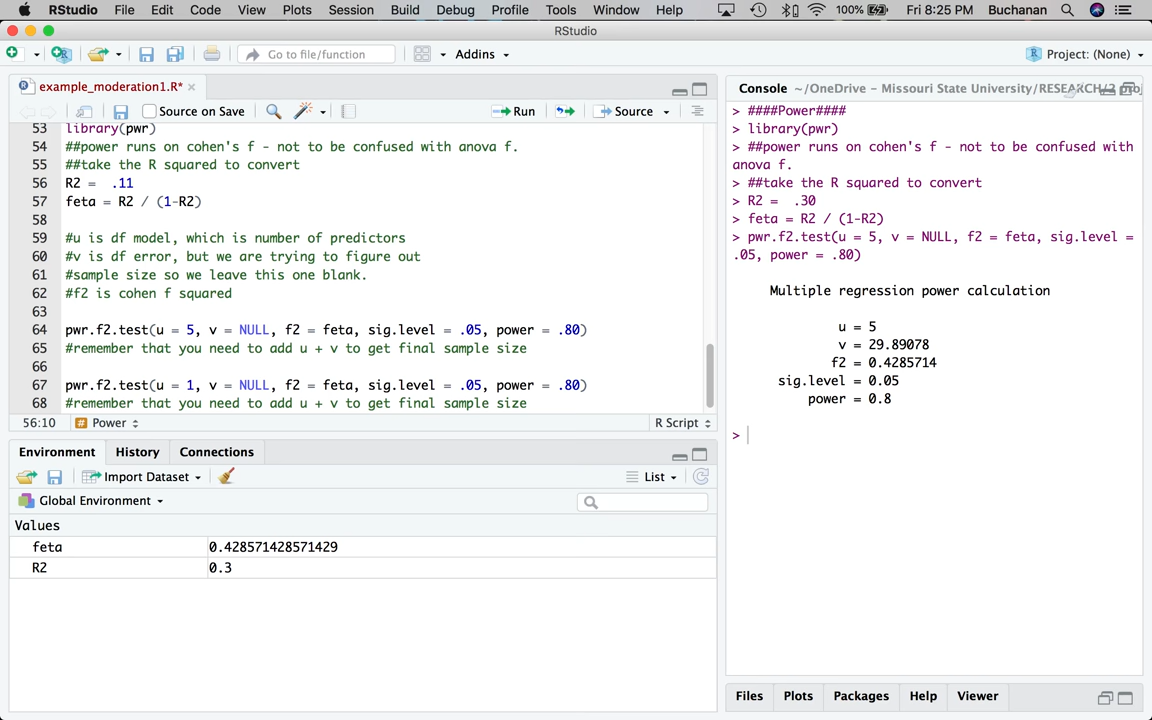 RStudio File Edit Code View Plots Session Build Debug Profile Tools Window Help 100% Fri 8:25 PM Buchanan
RStudio
Go to file/function Addins Project: (None)
example_moderation1.R*
Source on Save Run Source
53 library(pwr)
54 ##power runs on cohen's f - not to be confused with anova f.
55 ##take the R squared to convert
56 R2 = .11
57 feta = R2 / (1-R2)
58
59 #u is df model, which is number of predictors
60 #v is df error, but we are trying to figure out
61 #sample size so we leave this one blank.
62 #f2 is cohen f squared
63
64 pwr.f2.test(u = 5, v = NULL, f2 = feta, sig.level = .05, power = .80)
65 #remember that you need to add u + v to get final sample size
66
67 pwr.f2.test(u = 1, v = NULL, f2 = feta, sig.level = .05, power = .80)
68 #remember that you need to add u + v to get final sample size
56:10 # Power R Script
Environment History Connections
Import Dataset List
Global Environment
Values
feta 0.428571428571429
R2 0.3
Console ~/OneDrive – Missouri State University/RESEARCH/2 proj
> ####Power####
> library(pwr)
> ##power runs on cohen's f - not to be confused with
anova f.
> ##take the R squared to convert
> R2 = .30
> feta = R2 / (1-R2)
> pwr.f2.test(u = 5, v = NULL, f2 = feta, sig.level =
.05, power = .80)
Multiple regression power calculation
u = 5
v = 29.89078
f2 = 0.4285714
sig.level = 0.05
power = 0.8
>
Files Plots Packages Help Viewer